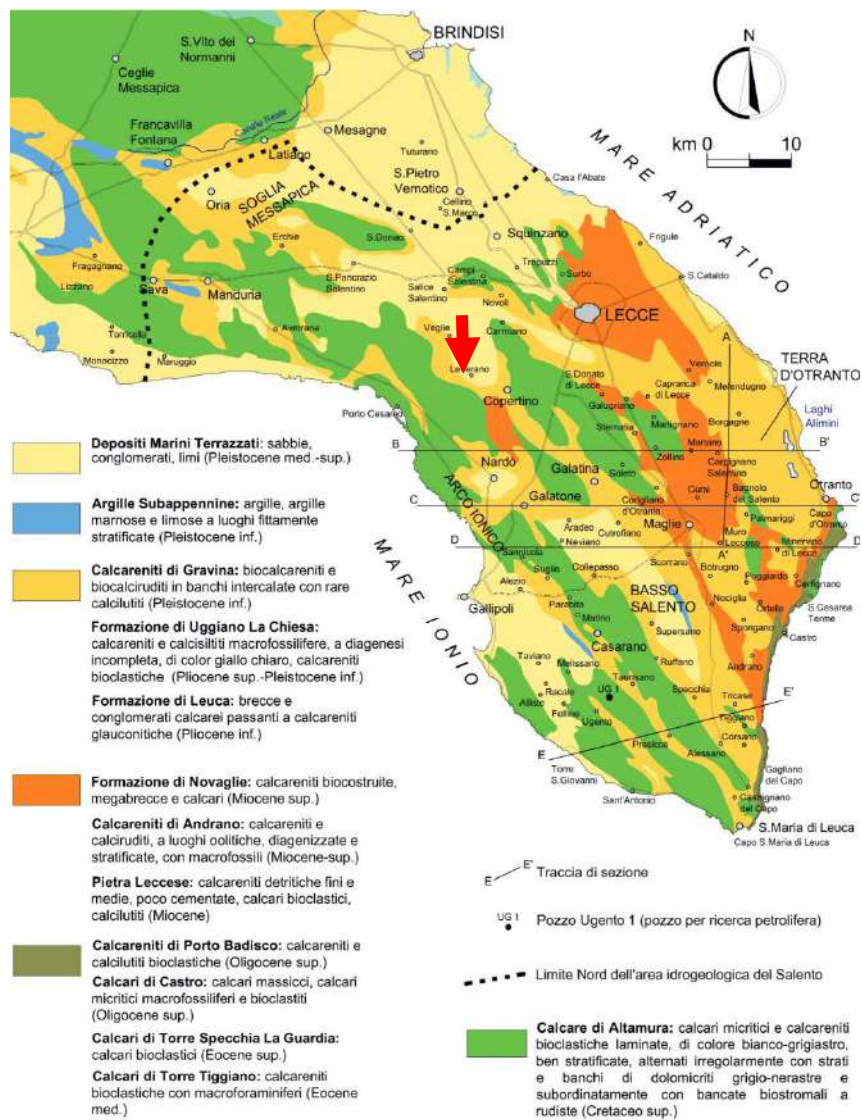 BRINDISI
S.Vito dei
Normanni
Ceglie
Messapica
N
km 0
10
Francavilla
Fontana
Canale Reale
Mesagne
Latiano
Tuturano
MARE ADRIATICO
S.Pietro
Vernotico
Casa l'Abate
Oria
SOGLIA
MESSAPICA
Cellino
S.Marco
S.Donato
Squinzano
Erchie
Frigule
Fragagnano
Trepuzzi
Surbo
Campi
Salentina
S.Pancrazio
Salentino
S.Cataldo
Lizzano
Sava
Manduria
Salice
Salentino
Novoli
LECCE
Torricella
Avetrana
Veglie
Carmiano
A
Monacizzo
Maruggio
Leverano
S.Donato
di Lecce
Vernole
TERRA
D'OTRANTO
Caprarica
di Lecce
Melendugno
Copertino
Galugnano
Porto Cesareo
Martignano
Borgagne
Laghi
Alimini
Sternatia
B
Martano
B'
Zollino
Nardò
Galatina
Soleto
Carpignano
Salentino
Otranto
Cursi
Bagnolo
del Salento
C
ARCO IONICO
Galatone
Corigliano
d'Otranto
C'
Capo
d'Otranto
Maglie
Palmariggi
Aradeo
Cutrofiano
Muro
Leccese
D
Neviano
Minervino
di Lecce
D'
MARE IONIO
Sannicola
Scorrano
A'
Collepasso
Botrugno
Poggiardo
Cerfignano
Alezio
BASSO
SALENTO
Gallipoli
Parabita
Nociglia
Ortelle
S.Cesarea
Terme
Matino
Supersano
Spongano
Castro
Casarano
Taviano
Melissano
Ruffano
Andrano
Taurisano
Racale
UG 1
Specchia
Tricase
E'
Alliste
Felline
Ugento
Tiggiano
Corsano
Presicce
Alessano
E
Torre
S.Giovanni
Gagliano
del Capo
Sant'Antonio
Castrignano
del Capo
S.Maria di Leuca
Capo S.Maria di Leuca
Depositi Marini Terrazzati: sabbie,
conglomerati, limi (Pleistocene med.-sup.)
Argille Subappennine: argille, argille
marnose e limose a luoghi fittamente
stratificate (Pleistocene inf.)
Calcareniti di Gravina: biocalcareniti e
biocalciruditi in banchi intercalate con rare
calcilutiti (Pleistocene inf.)
Formazione di Uggiano La Chiesa:
calcareniti e calcisiltiti macrofossilifere, a diagenesi
incompleta, di color giallo chiaro, calcareniti
bioclastiche (Pliocene sup.-Pleistocene inf.)
Formazione di Leuca: brecce e
conglomerati calcarei passanti a calcareniti
glauconitiche (Pliocene inf.)
Formazione di Novaglie: calcareniti biocostruite,
megabrecce e calcari (Miocene sup.)
Calcareniti di Andrano: calcareniti e
calciruditi, a luoghi oolitiche, diagenizzate e
stratificate, con macrofossili (Miocene-sup.)
Pietra Leccese: calcareniti detritiche fini e
medie, poco cementate, calcari bioclastici,
calcilutiti (Miocene)
Calcareniti di Porto Badisco: calcareniti e
calcilutiti bioclastiche (Oligocene sup.)
Calcari di Castro: calcari massicci, calcari
micritici macrofossiliferi e bioclastiti
(Oligocene sup.)
Calcari di Torre Specchia La Guardia:
calcari bioclastici (Eocene sup.)
Calcari di Torre Tiggiano: calcareniti
bioclastiche con macroforaminiferi (Eocene
med.)
E E' Traccia di sezione
UG 1
Pozzo Ugento 1 (pozzo per ricerca petrolifera)
Limite Nord dell'area idrogeologica del Salento
Calcare di Altamura: calcari micritici e calcareniti
bioclastiche laminate, di colore bianco-grigiastro,
ben stratificate, alternati irregolarmente con strati
e banchi di dolomicriti grigio-nerastre e
subordinatamente con bancate biostromali a
rudiste (Cretaceo sup.)